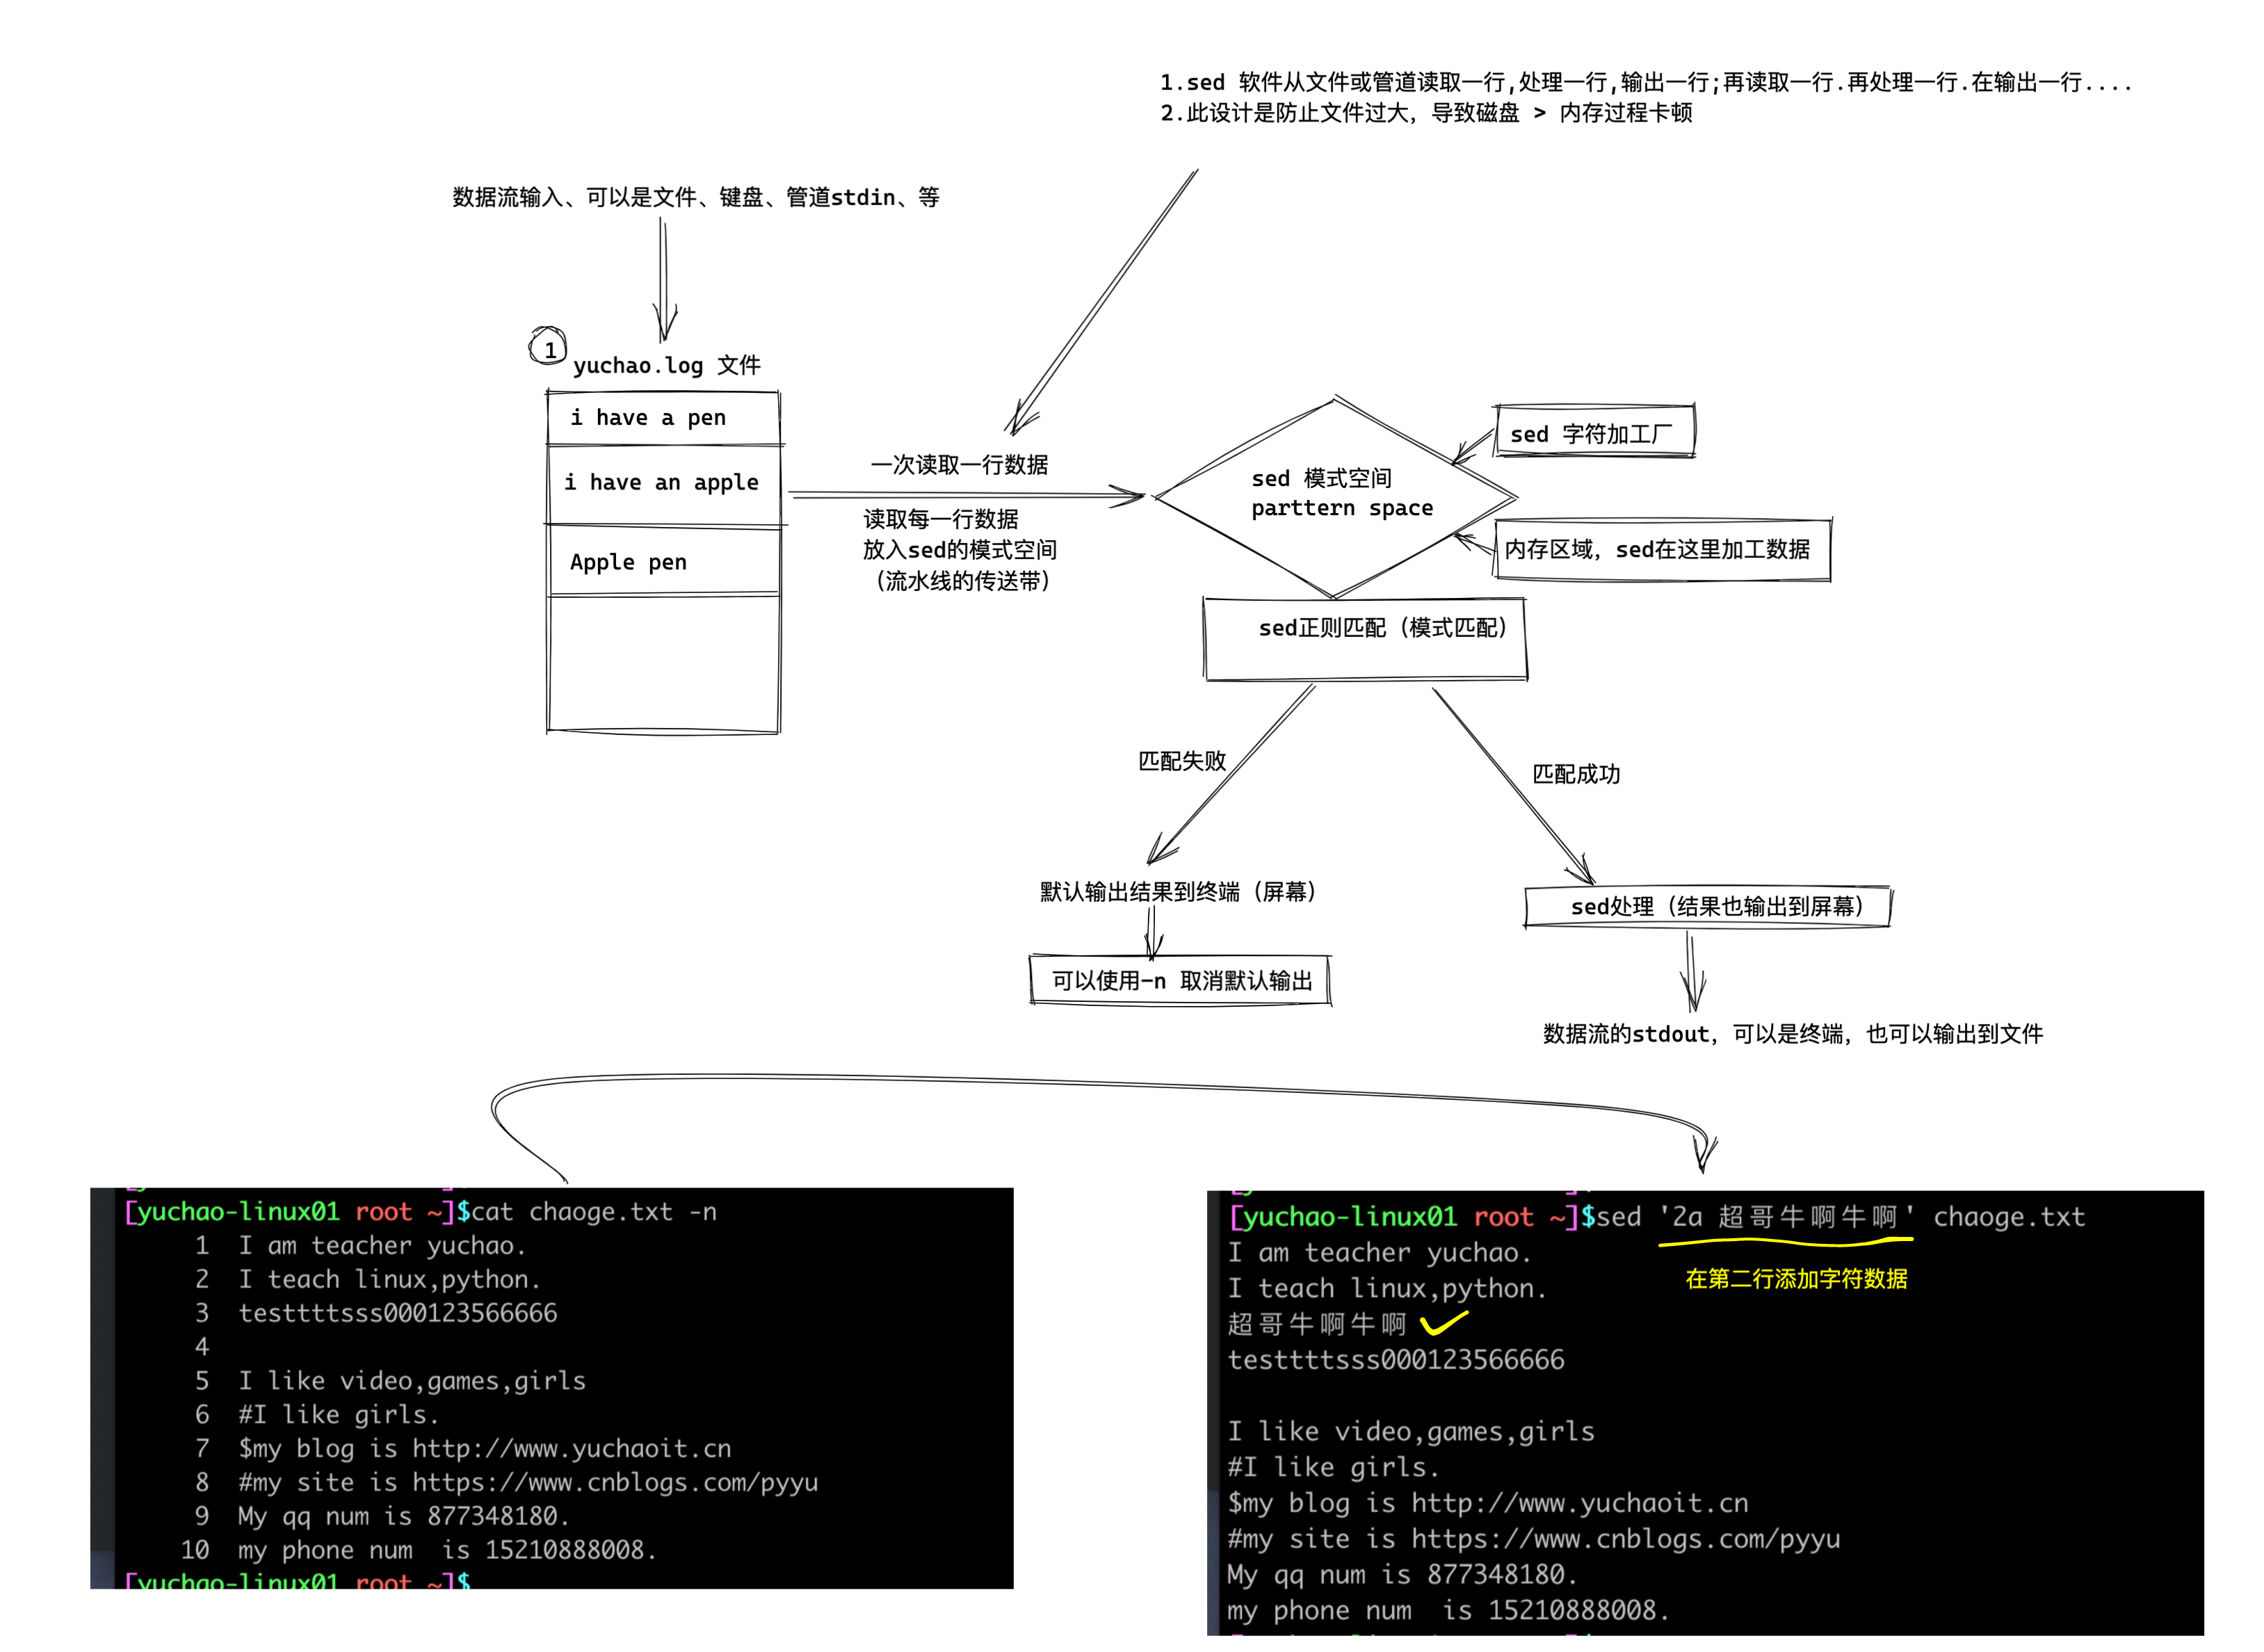 1.sed 软件从文件或管道读取一行,处理一行,输出一行;再读取一行.再处理一行.在输出一行....
2.此设计是防止文件过大，导致磁盘 > 内存过程卡顿
数据流输入、可以是文件、键盘、管道stdin、等
1
yuchao.log 文件
i have a pen
i have an apple
Apple pen
一次读取一行数据
读取每一行数据
放入sed的模式空间
（流水线的传送带）
sed 模式空间
parttern space
sed 字符加工厂
内存区域，sed在这里加工数据
sed正则匹配（模式匹配）
匹配失败
匹配成功
默认输出结果到终端（屏幕）
可以使用-n 取消默认输出
sed处理（结果也输出到屏幕）
数据流的stdout，可以是终端，也可以输出到文件
[yuchao-linux01 root ~]$cat chaoge.txt -n
1 I am teacher yuchao.
2 I teach linux,python.
3 testtttsss000123566666
4
5 I like video,games,girls
6 #I like girls.
7 $my blog is http://www.yuchaoit.cn
8 #my site is https://www.cnblogs.com/pyyu
9 My qq num is 877348180.
10 my phone num  is 15210888008.
[yuchao-linux01 root ~]$
[yuchao-linux01 root ~]$sed '2a 超哥牛啊牛啊' chaoge.txt
I am teacher yuchao.
I teach linux,python.
超哥牛啊牛啊
testtttsss000123566666
I like video,games,girls
#I like girls.
$my blog is http://www.yuchaoit.cn
#my site is https://www.cnblogs.com/pyyu
My qq num is 877348180.
my phone num  is 15210888008.
在第二行添加字符数据